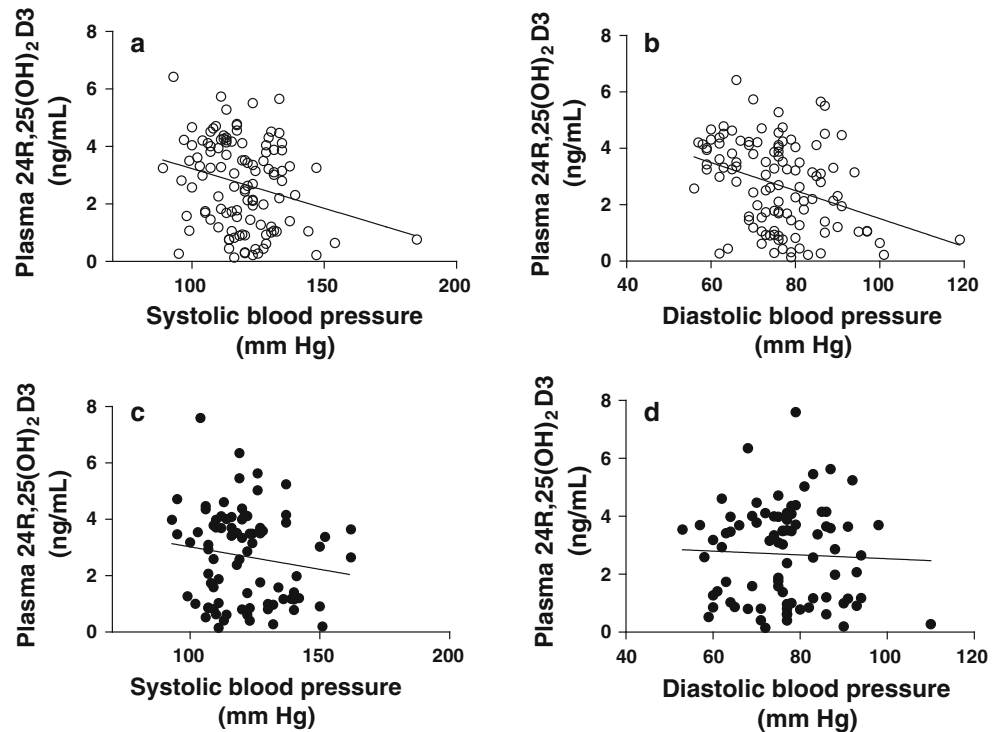 a
Plasma 24R,25(OH)2 D3
(ng/mL)
8
6
4
2
0
100
150
200
Systolic blood pressure
(mm Hg)
b
Plasma 24R,25(OH)2 D3
(ng/mL)
8
6
4
2
0
40
60
80
100
120
Diastolic blood pressure
(mm Hg)
c
Plasma 24R,25(OH)2 D3
(ng/mL)
8
6
4
2
0
100
150
200
Systolic blood pressure
(mm Hg)
d
Plasma 24R,25(OH)2 D3
(ng/mL)
8
6
4
2
0
40
60
80
100
120
Diastolic blood pressure
(mm Hg)